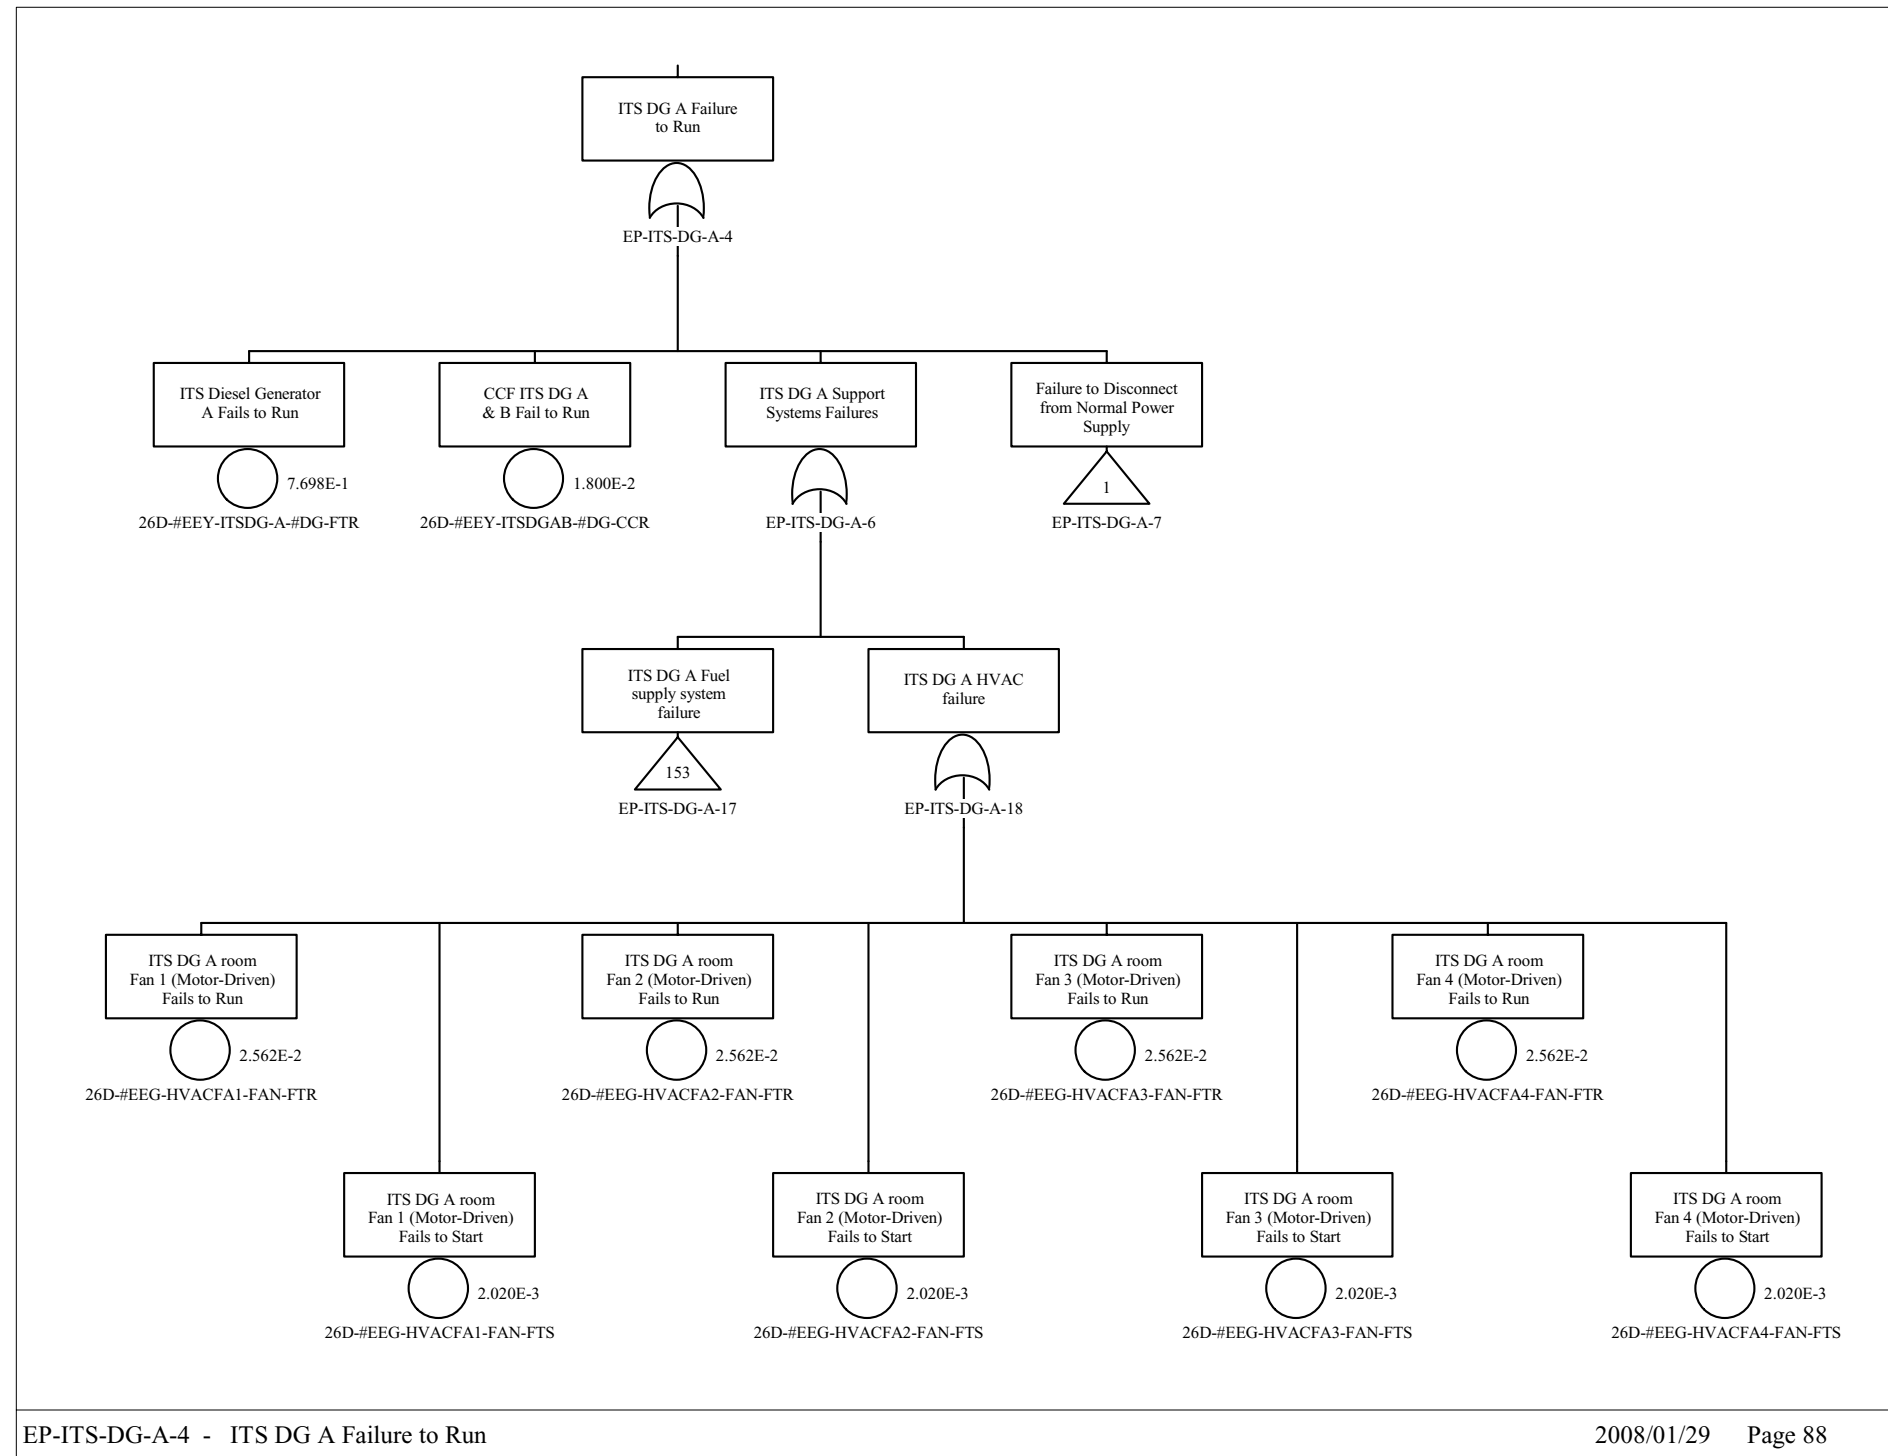 ITS DG A Failure
to Run
EP-ITS-DG-A-4
ITS Diesel Generator
A Fails to Run
7.698E-1
26D-#EEY-ITSDG-A-#DG-FTR
CCF ITS DG A
& B Fail to Run
1.800E-2
26D-#EEY-ITSDGAB-#DG-CCR
ITS DG A Support
Systems Failures
EP-ITS-DG-A-6
Failure to Disconnect
from Normal Power
Supply
1
EP-ITS-DG-A-7
ITS DG A Fuel
supply system
failure
153
EP-ITS-DG-A-17
ITS DG A HVAC
failure
EP-ITS-DG-A-18
ITS DG A room
Fan 1 (Motor-Driven)
Fails to Run
2.562E-2
26D-#EEG-HVACFA1-FAN-FTR
ITS DG A room
Fan 2 (Motor-Driven)
Fails to Run
2.562E-2
26D-#EEG-HVACFA2-FAN-FTR
ITS DG A room
Fan 3 (Motor-Driven)
Fails to Run
2.562E-2
26D-#EEG-HVACFA3-FAN-FTR
ITS DG A room
Fan 4 (Motor-Driven)
Fails to Run
2.562E-2
26D-#EEG-HVACFA4-FAN-FTR
ITS DG A room
Fan 1 (Motor-Driven)
Fails to Start
2.020E-3
26D-#EEG-HVACFA1-FAN-FTS
ITS DG A room
Fan 2 (Motor-Driven)
Fails to Start
2.020E-3
26D-#EEG-HVACFA2-FAN-FTS
ITS DG A room
Fan 3 (Motor-Driven)
Fails to Start
2.020E-3
26D-#EEG-HVACFA3-FAN-FTS
ITS DG A room
Fan 4 (Motor-Driven)
Fails to Start
2.020E-3
26D-#EEG-HVACFA4-FAN-FTS
EP-ITS-DG-A-4 - ITS DG A Failure to Run
2008/01/29 Page 88